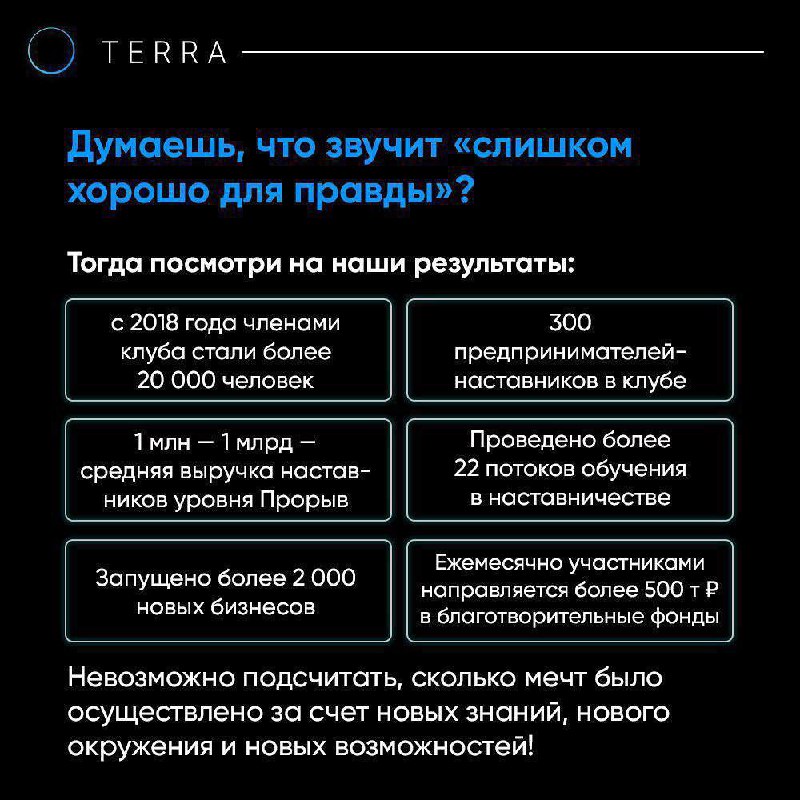 TERRA
Думаешь, что звучит «слишком
хорошо для правды»?
Тогда посмотри на наши результаты:
с 2018 года членами
клуба стали более
20 000 человек
300
предпринимателей-
наставников в клубе
1 млн — 1 млрд —
средняя выручка настав-
ников уровня Прорыв
Проведено более
22 потоков обучения
в наставничестве
Запущено более 2 000
новых бизнесов
Ежемесячно участниками
направляется более 500 т ₽
в благотворительные фонды
Невозможно подсчитать, сколько мечт было
осуществлено за счет новых знаний, нового
окружения и новых возможностей!